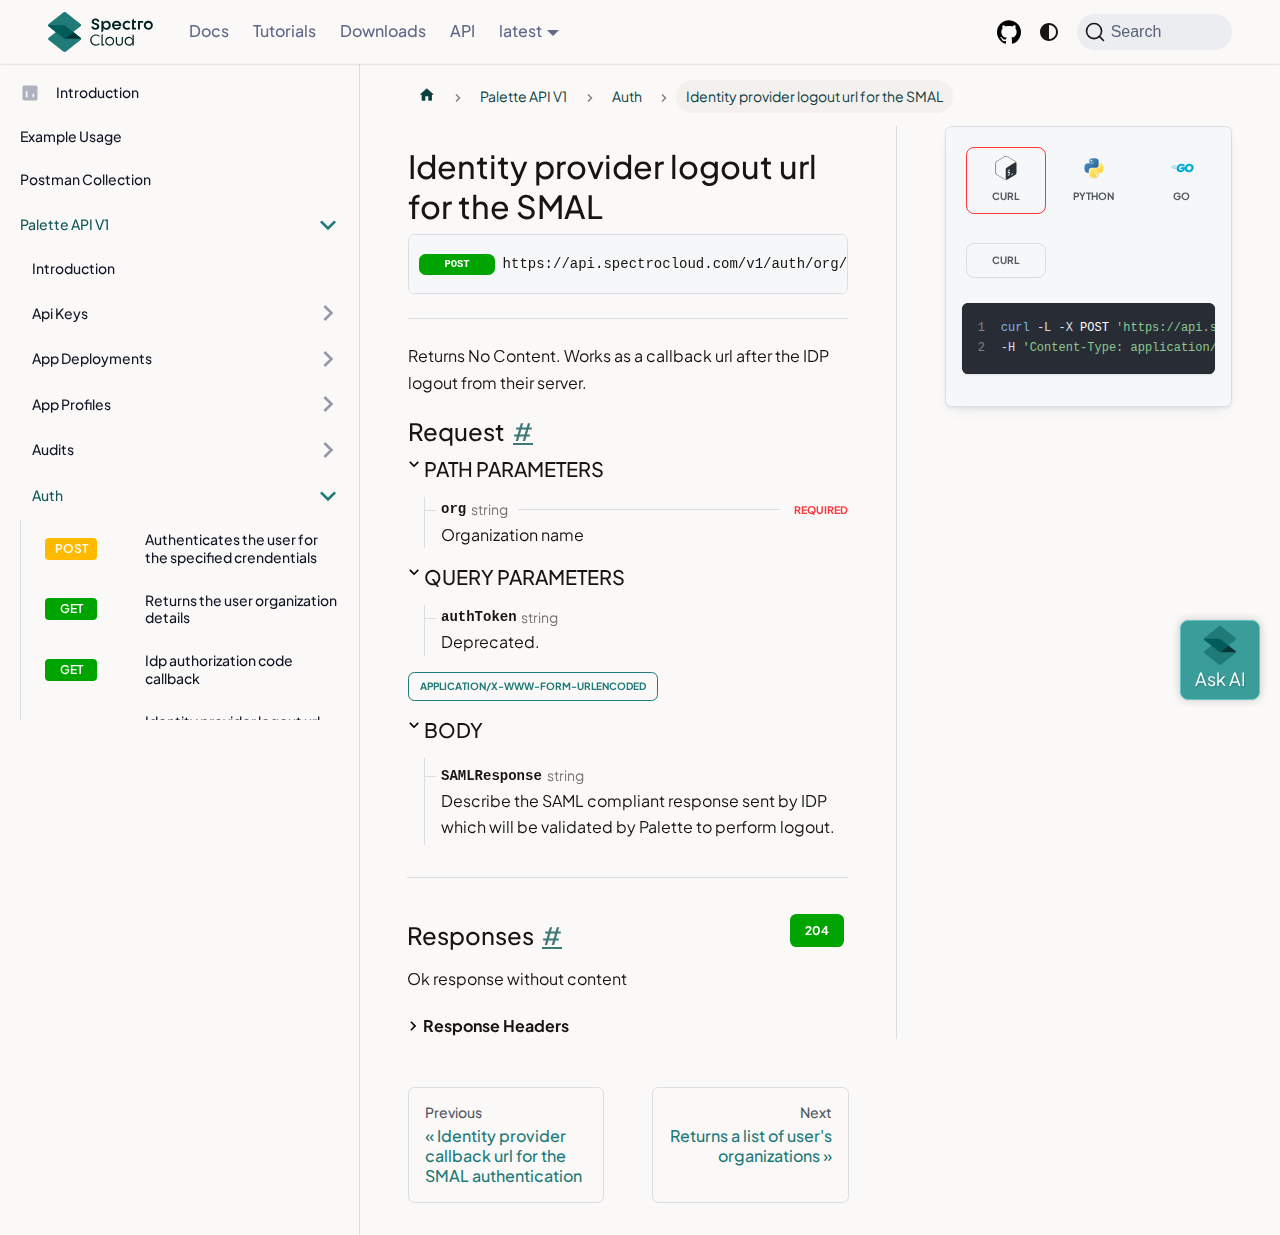 Spectro Cloud
Docs
Tutorials
Downloads
API
latest
Search
Introduction
Example Usage
Postman Collection
Palette API V1
Introduction
Api Keys
App Deployments
App Profiles
Audits
Auth
POST Authenticates the user for
the specified crendentials
GET Returns the user organization
details
GET Idp authorization code
callback
Identity provider logout url
Palette API V1
Auth
Identity provider logout url for the SMAL
Identity provider logout url
for the SMAL
POST https://api.spectrocloud.com/v1/auth/org/
Returns No Content. Works as a callback url after the IDP
logout from their server.
Request #
PATH PARAMETERS
org string REQUIRED
Organization name
QUERY PARAMETERS
authToken string
Deprecated.
APPLICATION/X-WWW-FORM-URLENCODED
BODY
SAMLResponse string
Describe the SAML compliant response sent by IDP
which will be validated by Palette to perform logout.
Responses #
204
Ok response without content
Response Headers
Previous
« Identity provider
callback url for the
SMAL authentication
Next
Returns a list of user's
organizations »
CURL
PYTHON
GO
GO
CURL
1 curl -L -X POST 'https://api.s
2 -H 'Content-Type: application/
Ask AI